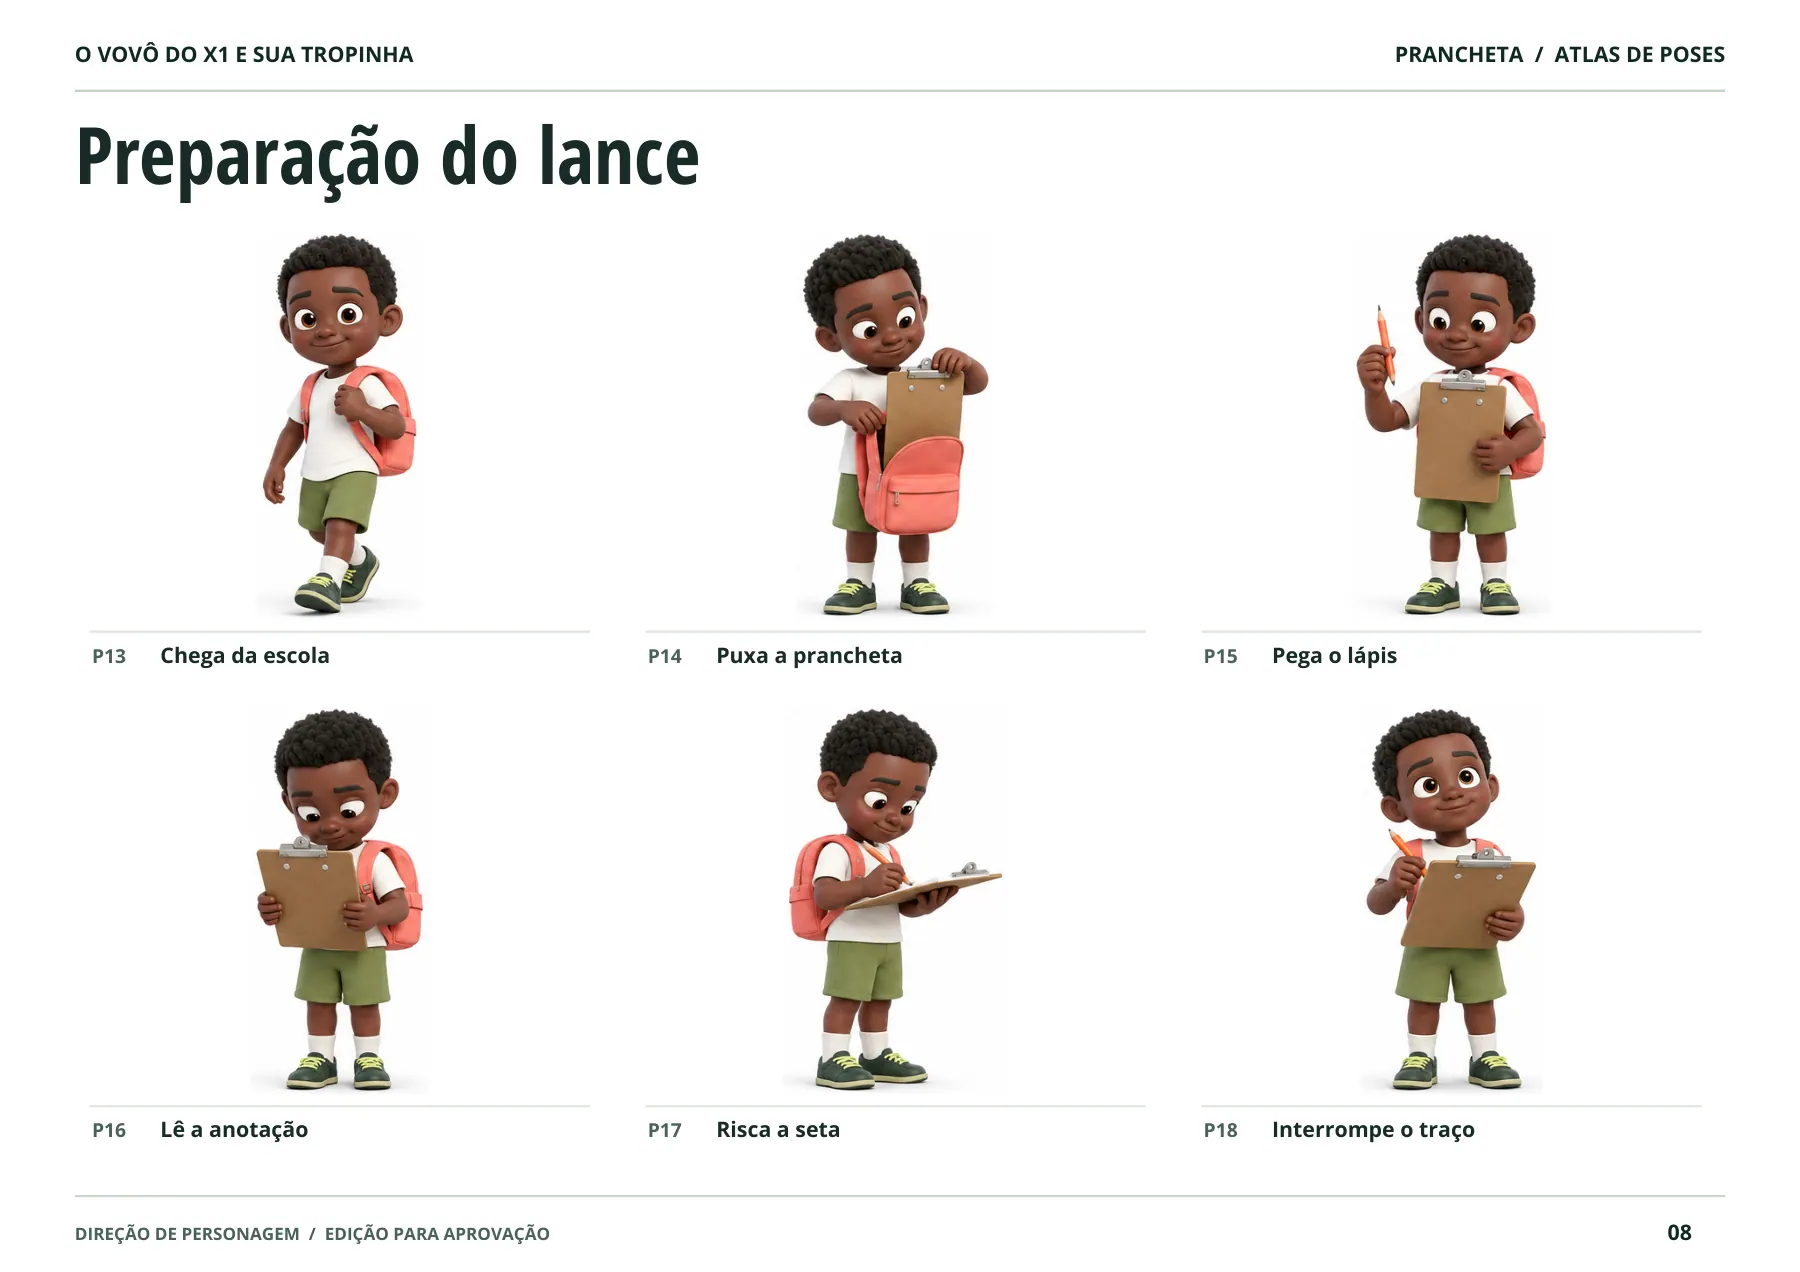 O VOVÔ DO X1 E SUA TROPINHA
PRANCHETA / ATLAS DE POSES
Preparação do lance
P13 Chega da escola
P14 Puxa a prancheta
P15 Pega o lápis
P16 Lê a anotação
P17 Risca a seta
P18 Interrompe o traço
DIREÇÃO DE PERSONAGEM / EDIÇÃO PARA APROVAÇÃO
08